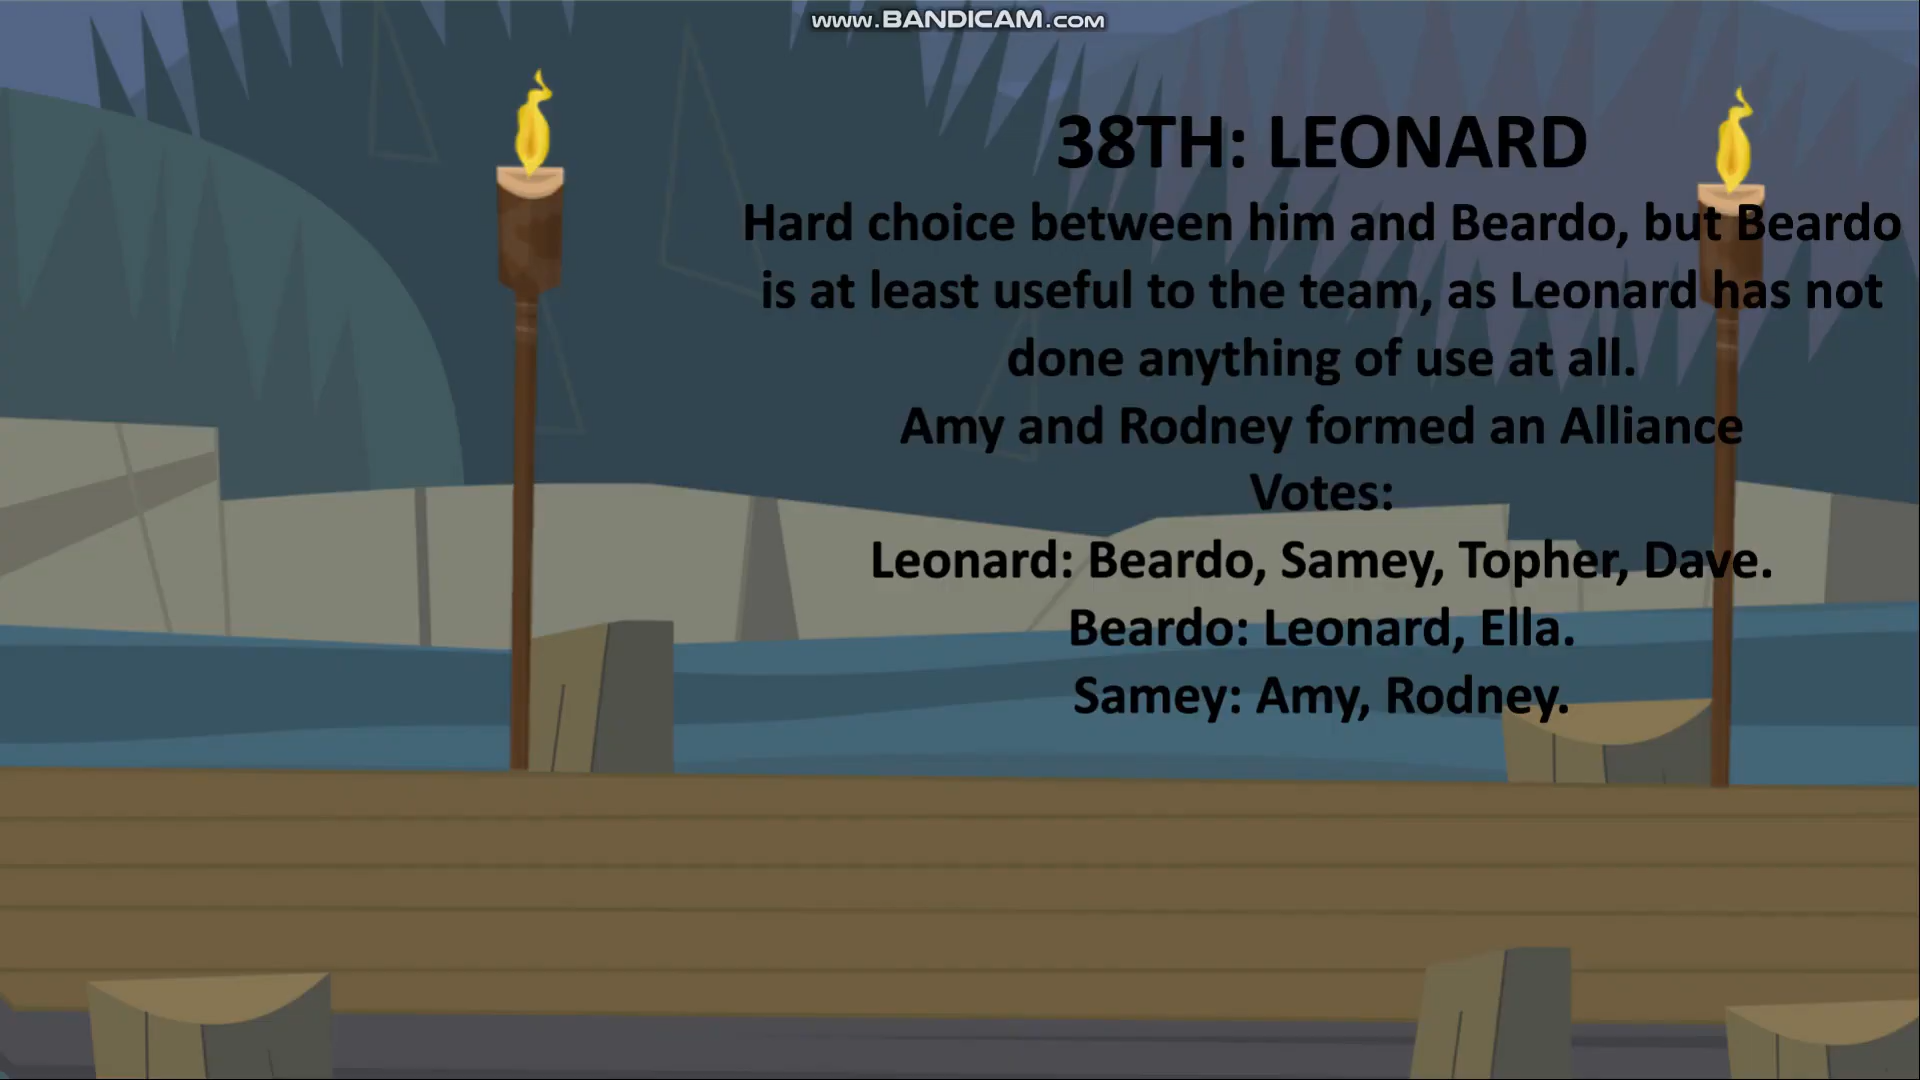 www.BANDICAM.com
38TH: LEONARD
Hard choice between him and Beardo, but Beardo
is at least useful to the team, as Leonard has not
done anything of use at all.
Amy and Rodney formed an Alliance
Votes:
Leonard: Beardo, Samey, Topher, Dave.
Beardo: Leonard, Ella.
Samey: Amy, Rodney.